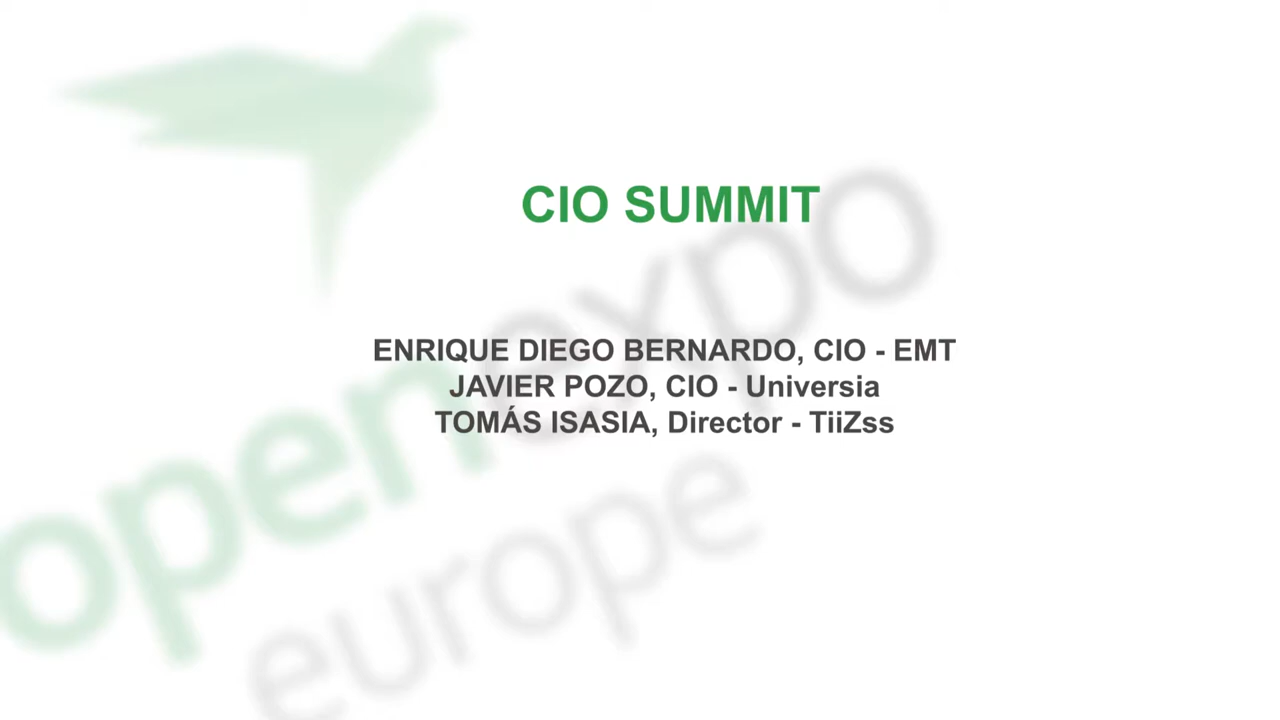 CIO SUMMIT
ENRIQUE DIEGO BERNARDO, CIO - EMT
JAVIER POZO, CIO - Universia
TOMÁS ISASIA, Director - TiiZss
openexpo
europe